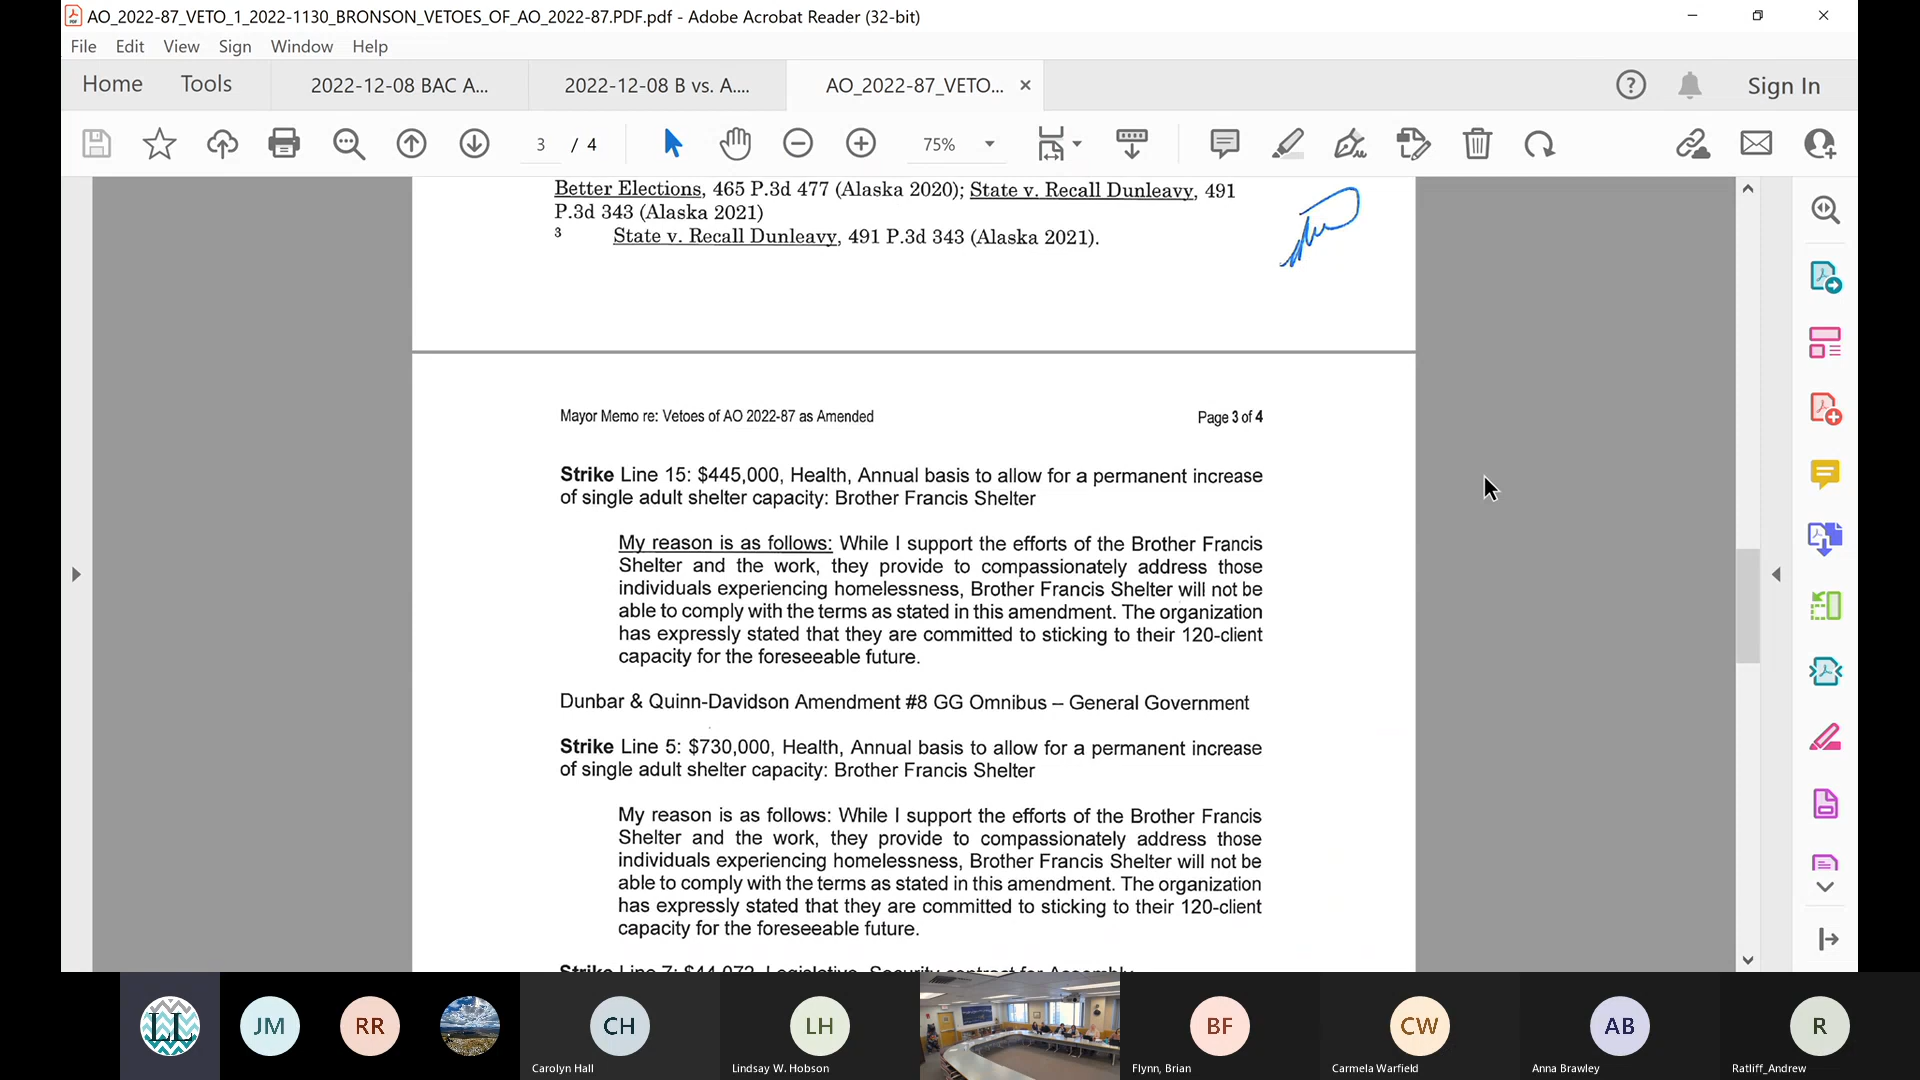 AO_2022-87_VETO_1_2022-1130_BRONSON_VETOES_OF_AO_2022-87.PDF.pdf - Adobe Acrobat Reader (32-bit)
File Edit View Sign Window Help
Home Tools 2022-12-08 BAC A... 2022-12-08 B vs. A.... AO_2022-87_VETO... × Sign In
3 / 4 75%
Better Elections, 465 P.3d 477 (Alaska 2020); State v. Recall Dunleavy, 491
P.3d 343 (Alaska 2021)
3 State v. Recall Dunleavy, 491 P.3d 343 (Alaska 2021).
Mayor Memo re: Vetoes of AO 2022-87 as Amended Page 3 of 4
Strike Line 15: $445,000, Health, Annual basis to allow for a permanent increase
of single adult shelter capacity: Brother Francis Shelter
My reason is as follows: While I support the efforts of the Brother Francis
Shelter and the work, they provide to compassionately address those
individuals experiencing homelessness, Brother Francis Shelter will not be
able to comply with the terms as stated in this amendment. The organization
has expressly stated that they are committed to sticking to their 120-client
capacity for the foreseeable future.
Dunbar & Quinn-Davidson Amendment #8 GG Omnibus – General Government
Strike Line 5: $730,000, Health, Annual basis to allow for a permanent increase
of single adult shelter capacity: Brother Francis Shelter
My reason is as follows: While I support the efforts of the Brother Francis
Shelter and the work, they provide to compassionately address those
individuals experiencing homelessness, Brother Francis Shelter will not be
able to comply with the terms as stated in this amendment. The organization
has expressly stated that they are committed to sticking to their 120-client
capacity for the foreseeable future.
Strike Line 7: $44,072, Legislative, Security contract for Assembly
LL JM RR CH LH BF CW AB R
Carolyn Hall Lindsay W. Hobson Flynn, Brian Carmela Warfield Anna Brawley Ratliff_Andrew